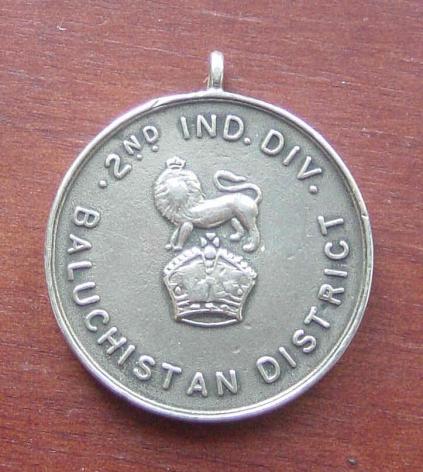 · 2ND IND. DIV. ·
BALUCHISTAN DISTRICT